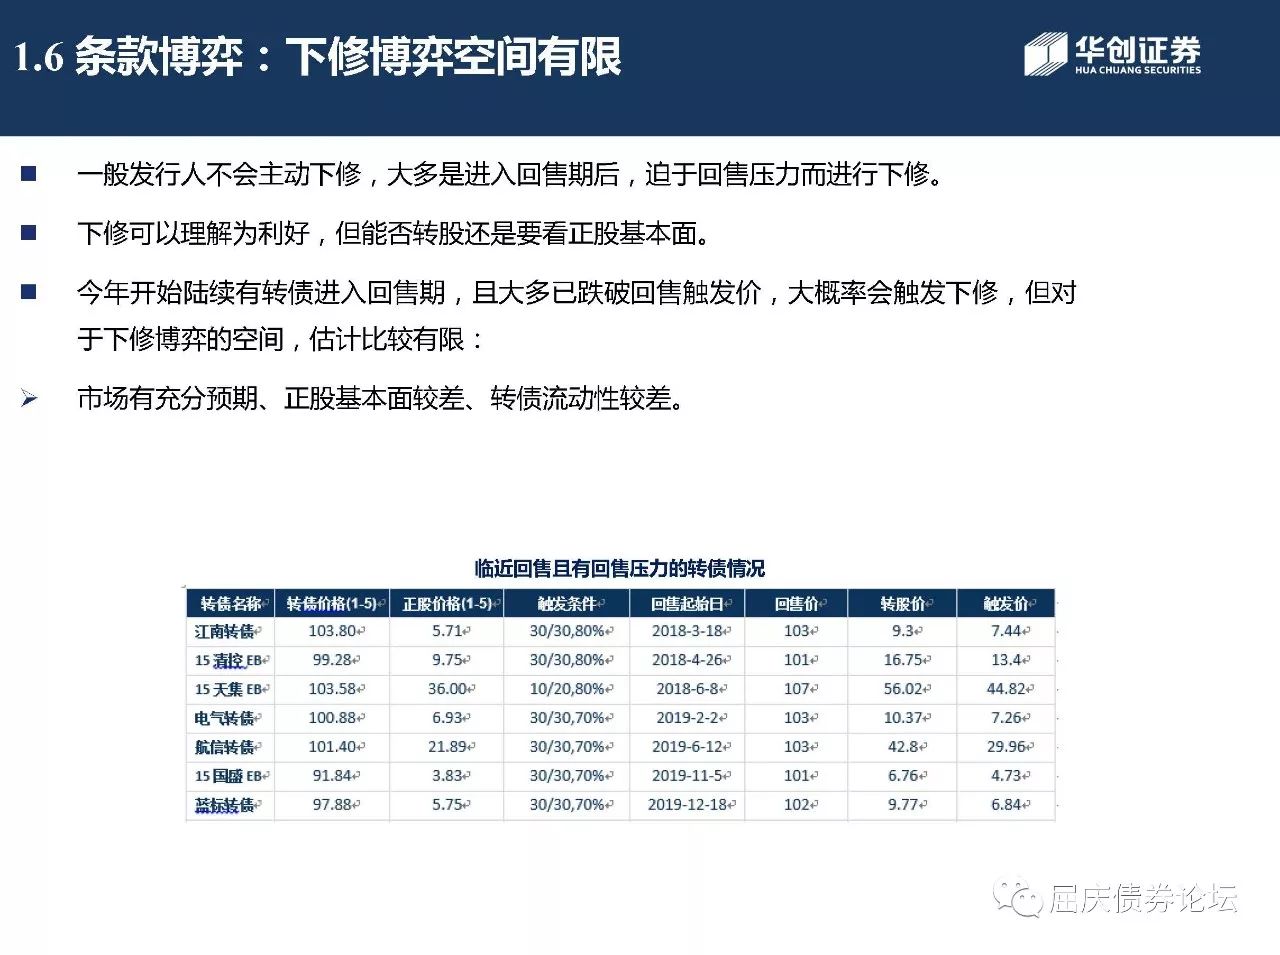 1.6 条款博弈：下修博弈空间有限
华创证券
HUA CHUANG SECURITIES
一般发行人不会主动下修，大多是进入回售期后，迫于回售压力而进行下修。
下修可以理解为利好，但能否转股还是要看正股基本面。
今年开始陆续有转债进入回售期，且大多已跌破回售触发价，大概率会触发下修，但对
于下修博弈的空间，估计比较有限：
市场有充分预期、正股基本面较差、转债流动性较差。
临近回售且有回售压力的转债情况
转债名称 转债价格(1-5) 正股价格(1-5) 触发条件 回售起始日 回售价 转股价 触发价
江南转债 103.80 5.71 30/30,80% 2018-3-18 103 9.3 7.44
15 清控 EB 99.28 9.75 30/30,80% 2018-4-26 101 16.75 13.4
15 天集 EB 103.58 36.00 10/20,80% 2018-6-8 107 56.02 44.82
电气转债 100.88 6.93 30/30,70% 2019-2-2 103 10.37 7.26
航信转债 101.40 21.89 30/30,70% 2019-6-12 103 42.8 29.96
15 国盛 EB 91.84 3.83 30/30,70% 2019-11-5 101 6.76 4.73
蓝标转债 97.88 5.75 30/30,70% 2019-12-18 102 9.77 6.84
屈庆债券论坛